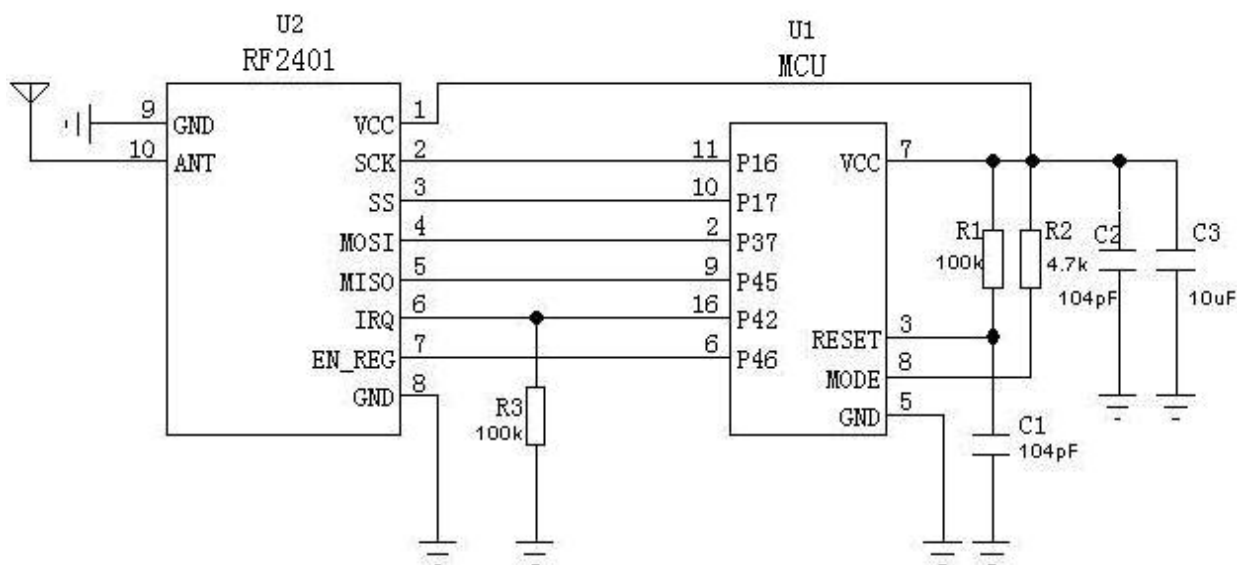 U2
RF2401
U1
MCU
9
GND
10
ANT
VCC
1
SCK
2
SS
3
MOSI
4
MISO
5
IRQ
6
EN_REG
7
GND
8
R3
100k
11
P16
10
P17
2
P37
9
P45
16
P42
6
P46
VCC
7
RESET
3
MODE
8
GND
5
R1
100k
R2
4.7k
C2
104pF
C3
10uF
C1
104pF